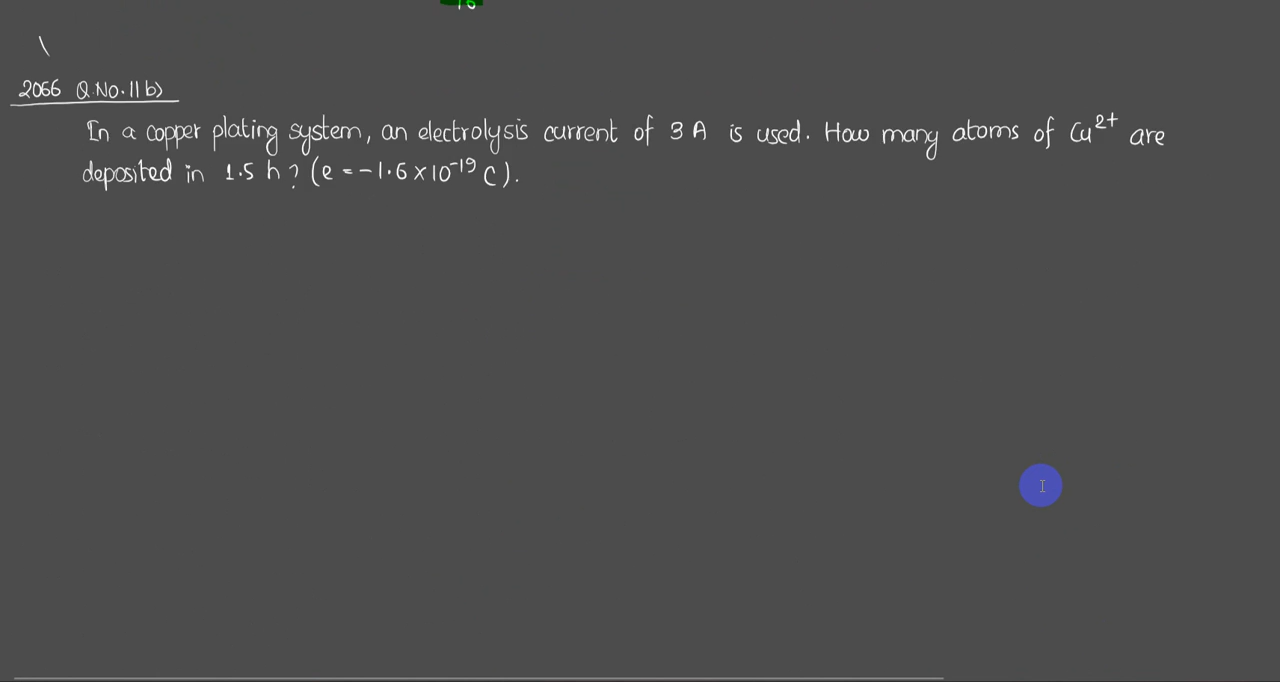 2066 Q.No.11 b)
In a copper plating system, an electrolysis current of 3 A is used. How many atoms of Cu²⁺ are
deposited in 1.5 h? (e = -1.6 × 10⁻¹⁹ C).